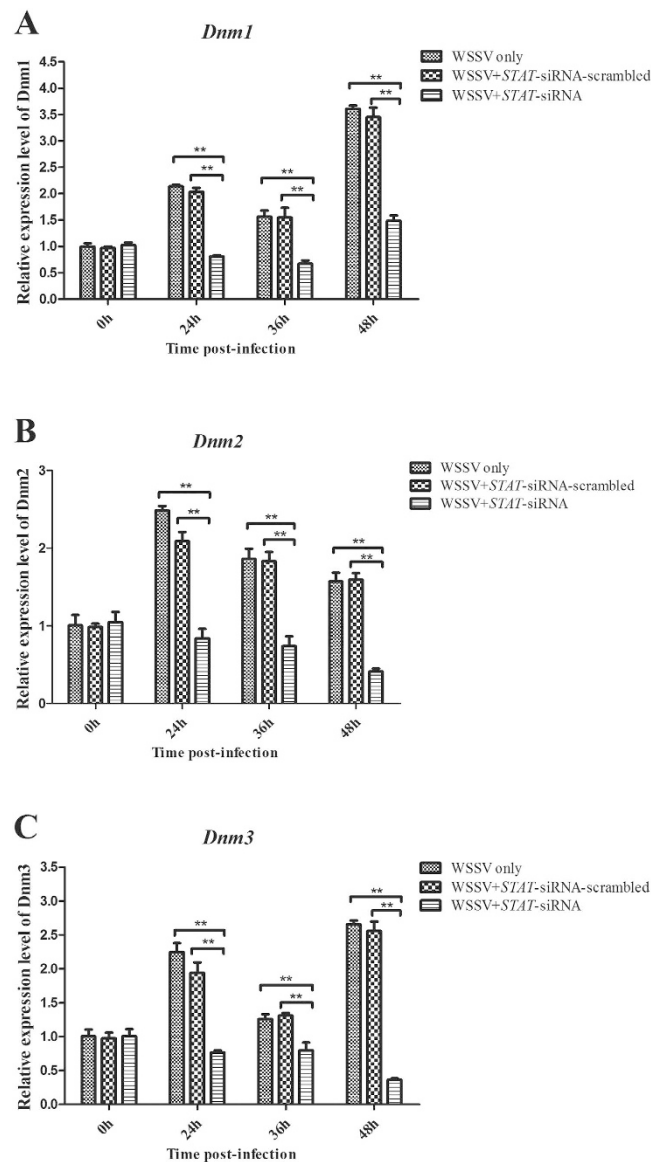 A
Dnm1
Relative expression level of Dnm1
4.5
4.0
3.5
3.0
2.5
2.0
1.5
1.0
0.5
0.0
**
**
**
**
**
**
0h
24h
36h
48h
Time post-infection
WSSV only
WSSV+STAT-siRNA-scrambled
WSSV+STAT-siRNA
B
Dnm2
Relative expression level of Dnm2
3
2
1
0
**
**
**
**
**
**
0h
24h
36h
48h
Time post-infection
WSSV only
WSSV+STAT-siRNA-scrambled
WSSV+STAT-siRNA
C
Dnm3
Relative expression level of Dnm3
3.5
3.0
2.5
2.0
1.5
1.0
0.5
0.0
**
**
**
**
**
**
0h
24h
36h
48h
Time post-infection
WSSV only
WSSV+STAT-siRNA-scrambled
WSSV+STAT-siRNA